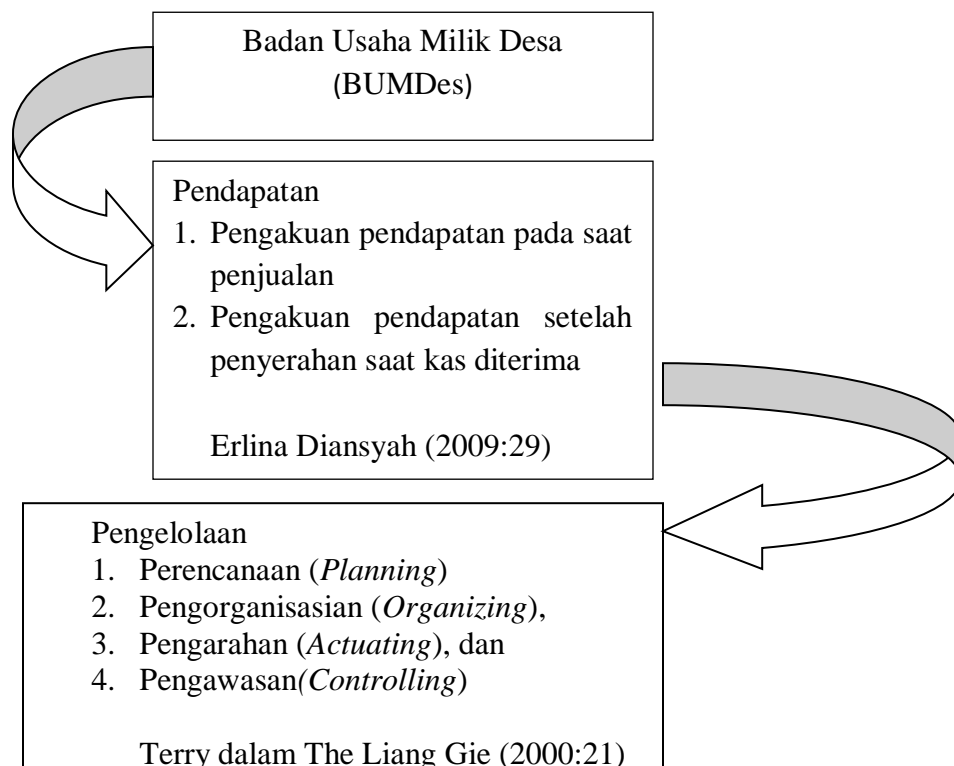 Badan Usaha Milik Desa
(BUMDes)
Pendapatan
1. Pengakuan pendapatan pada saat
penjualan
2. Pengakuan pendapatan setelah
penyerahan saat kas diterima
Erlina Diansyah (2009:29)
Pengelolaan
1. Perencanaan (Planning)
2. Pengorganisasian (Organizing),
3. Pengarahan (Actuating), dan
4. Pengawasan(Controlling)
Terry dalam The Liang Gie (2000:21)